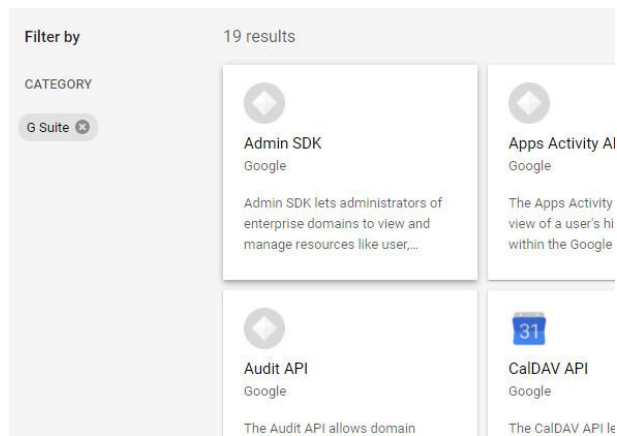 Filter by
19 results
CATEGORY
G Suite
Admin SDK
Google
Admin SDK lets administrators of
enterprise domains to view and
manage resources like user,...
Apps Activity
Google
The Apps Activity
view of a user's
within the Google
Audit API
Google
The Audit API allows domain
31
CalDAV API
Google
The CalDAV API